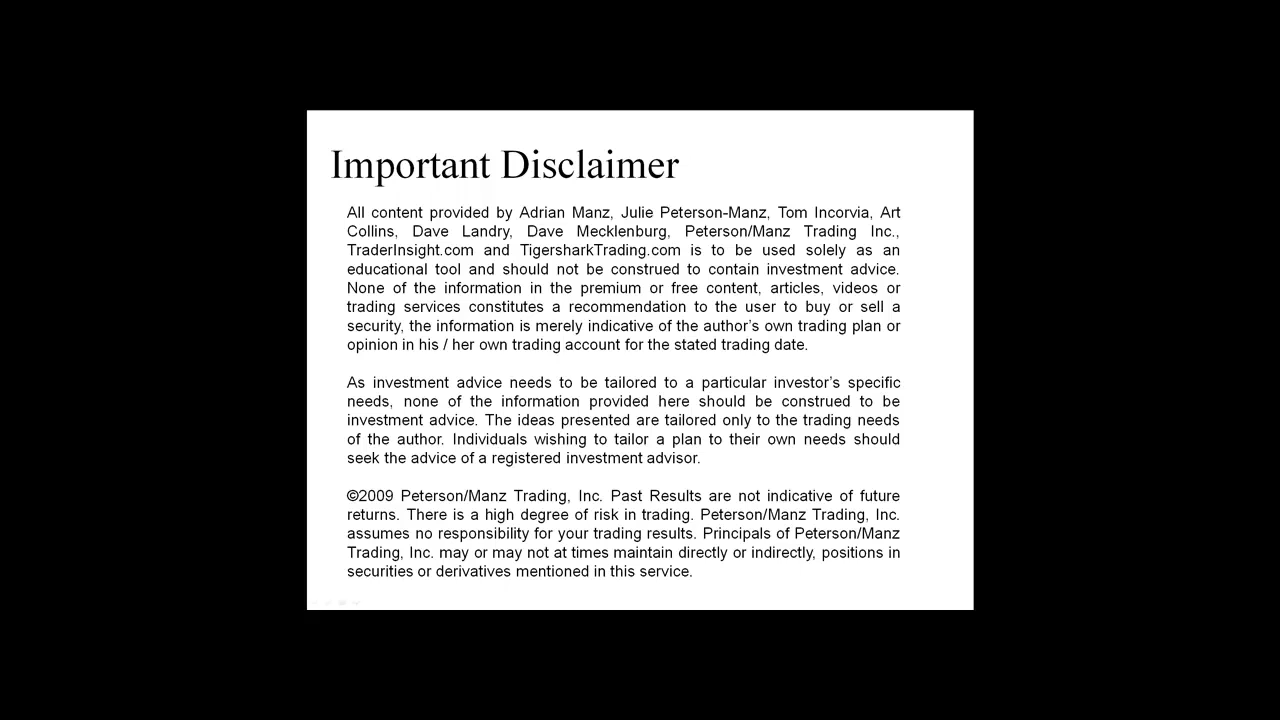 Important Disclaimer
All content provided by Adrian Manz, Julie Peterson-Manz, Tom Incorvia, Art
Collins, Dave Landry, Dave Mecklenburg, Peterson/Manz Trading Inc.,
TraderInsight.com and TigersharkTrading.com is to be used solely as an
educational tool and should not be construed to contain investment advice.
None of the information in the premium or free content, articles, videos or
trading services constitutes a recommendation to the user to buy or sell a
security, the information is merely indicative of the author’s own trading plan or
opinion in his / her own trading account for the stated trading date.
As investment advice needs to be tailored to a particular investor’s specific
needs, none of the information provided here should be construed to be
investment advice. The ideas presented are tailored only to the trading needs
of the author. Individuals wishing to tailor a plan to their own needs should
seek the advice of a registered investment advisor.
©2009 Peterson/Manz Trading, Inc. Past Results are not indicative of future
returns. There is a high degree of risk in trading. Peterson/Manz Trading, Inc.
assumes no responsibility for your trading results. Principals of Peterson/Manz
Trading, Inc. may or may not at times maintain directly or indirectly, positions in
securities or derivatives mentioned in this service.